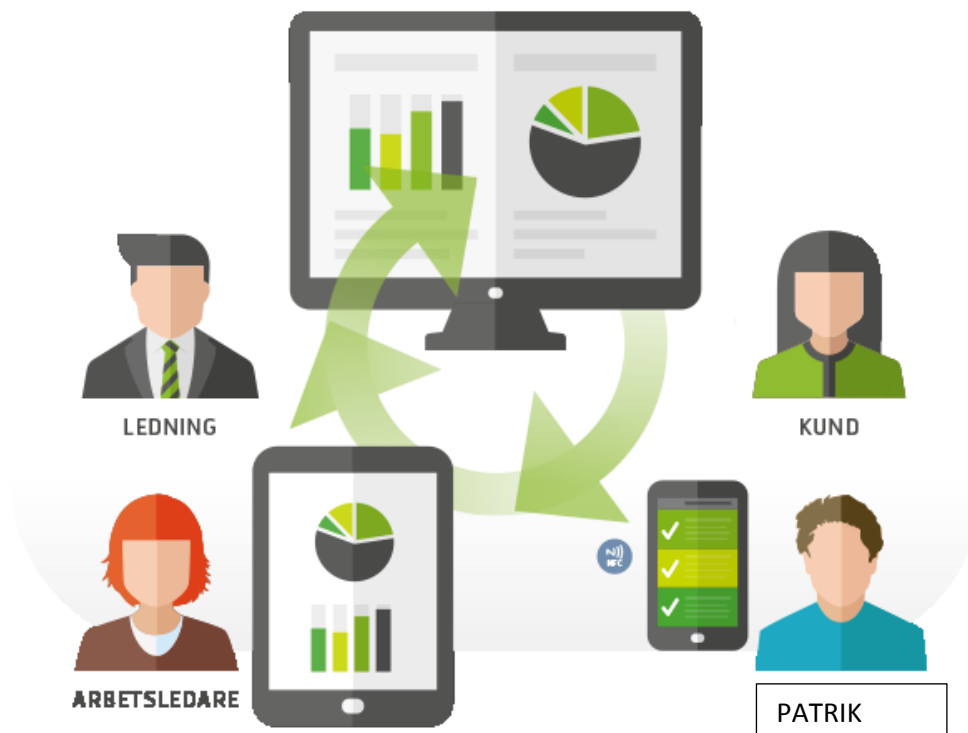 LEDNING
KUND
N
NFC
ARBETSLEDARE
PATRIK